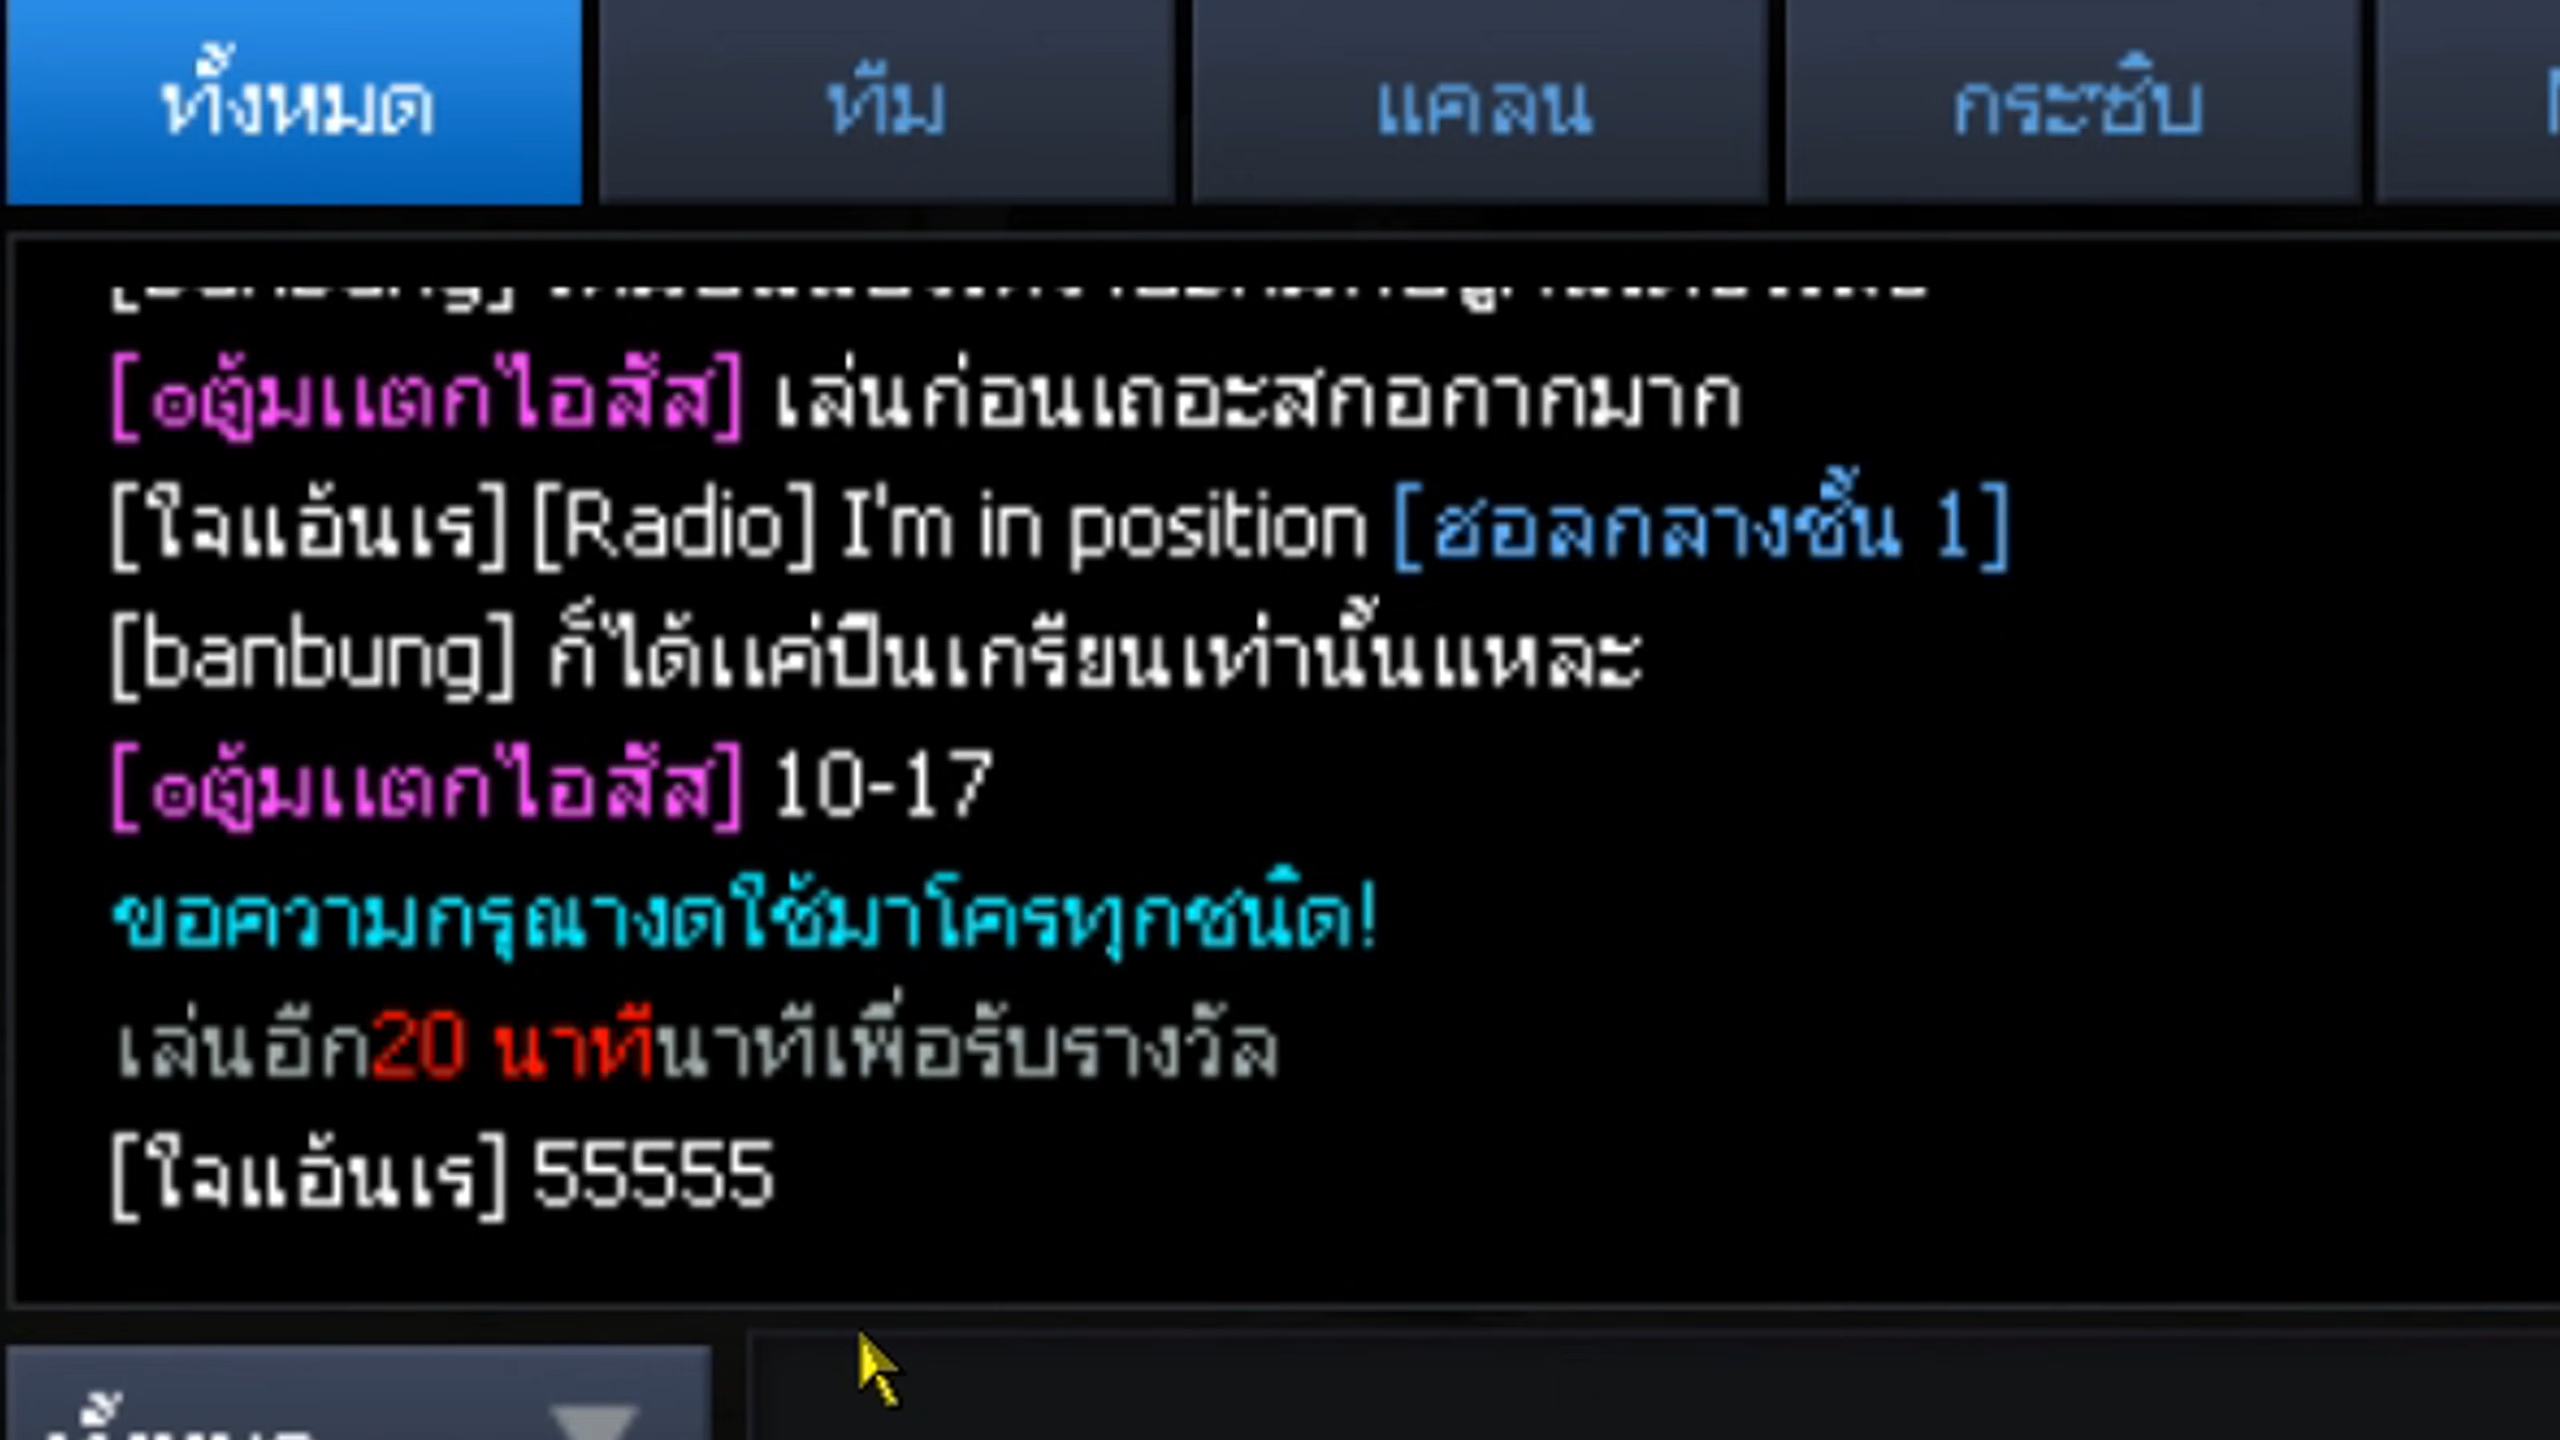 ทั้งหมด ทีม แคลน กระซิบ
[banbung]
[๏ตู้มแตกไอสัส] เล่นก่อนเถอะสกอกากมาก
[ใจแอ้นเร] [Radio] I'm in position [ฮอลกลางชั้น 1]
[banbung] ก็ได้แค่ปืนเกรียนเท่านั้นแหละ
[๏ตู้มแตกไอสัส] 10-17
ขอความกรุณางดใช้มาโครทุกชนิด!
เล่นอีก20 นาทีนาทีเพื่อรับรางวัล
[ใจแอ้นเร] 55555
ทั้งหมด